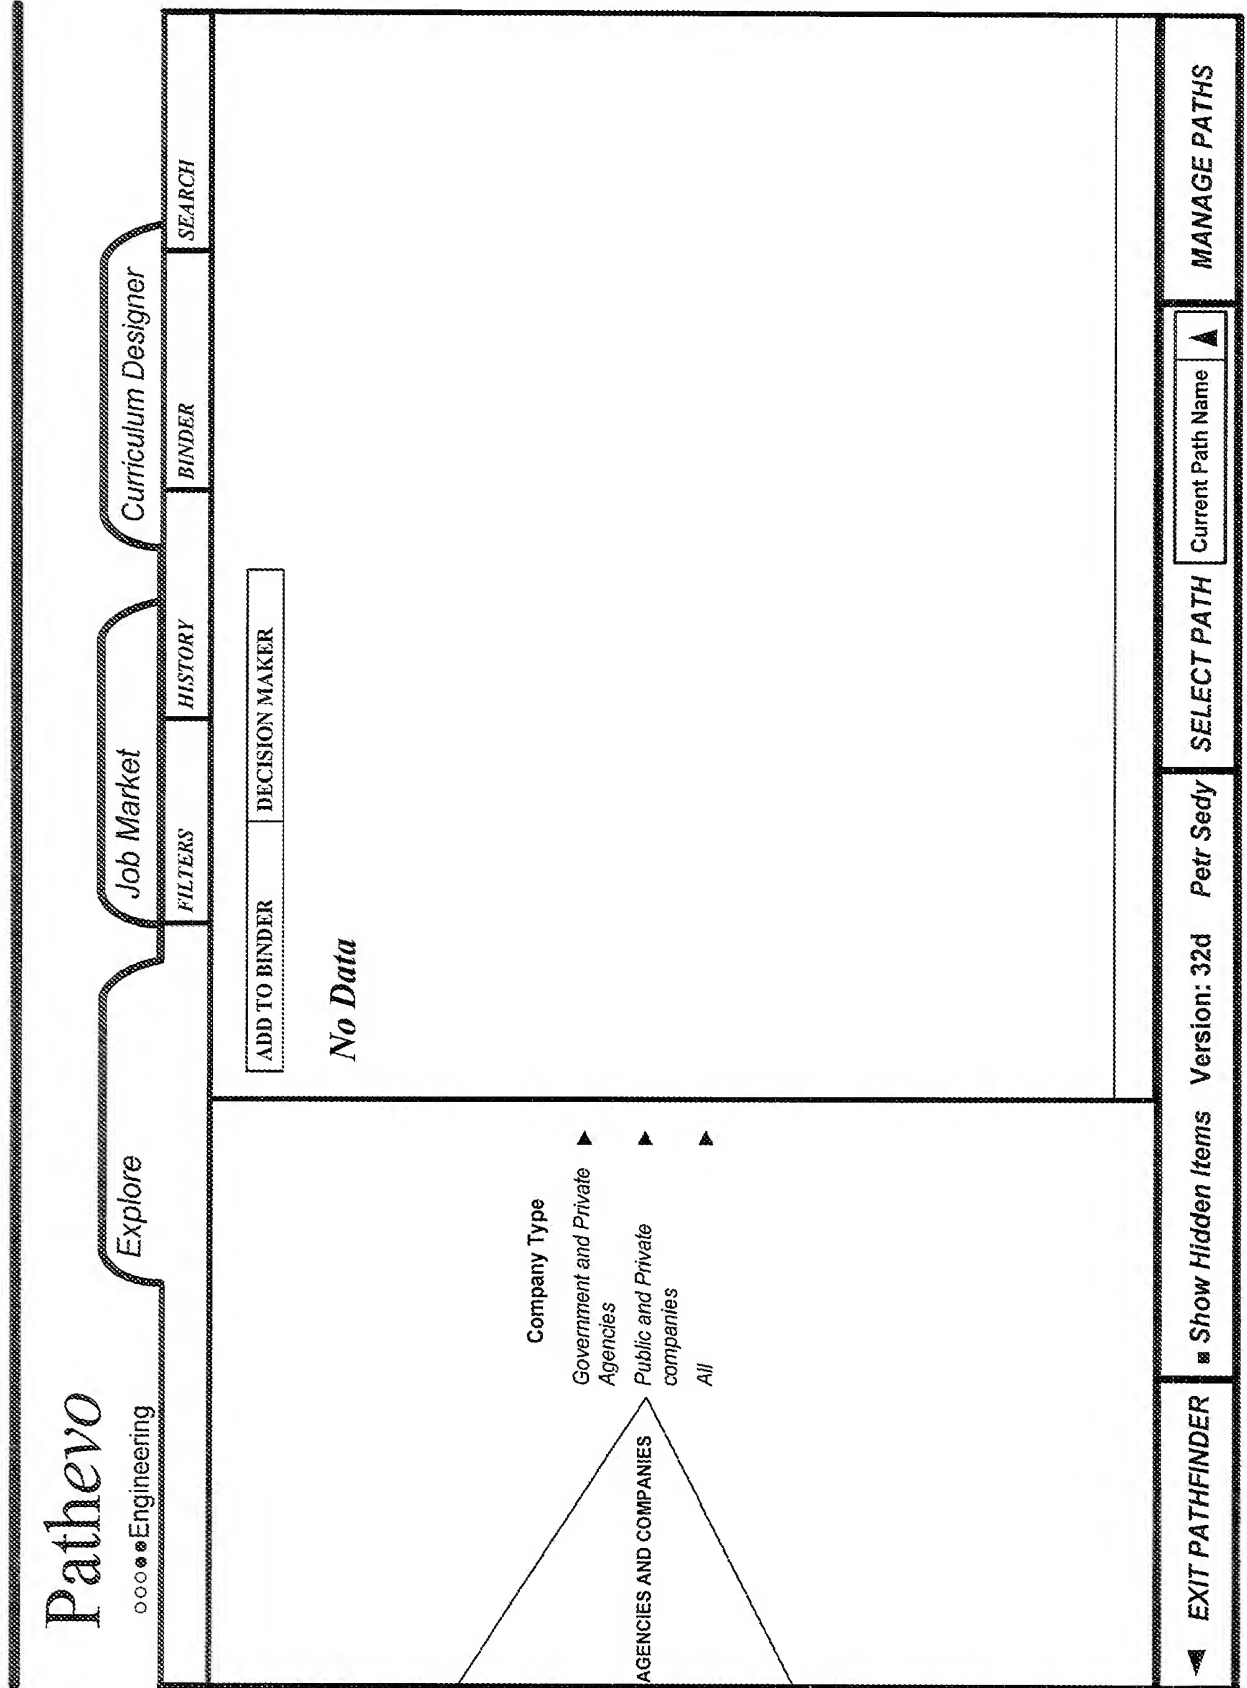 Pathevo
○○○●●Engineering
Explore
Job Market
Curriculum Designer
FILTERS
HISTORY
BINDER
SEARCH
ADD TO BINDER
DECISION MAKER
No Data
Company Type
Government and Private
Agencies
Public and Private
companies
All
AGENCIES AND COMPANIES
EXIT PATHFINDER
Show Hidden Items
Version: 32d
Petr Sedy
SELECT PATH
Current Path Name
MANAGE PATHS